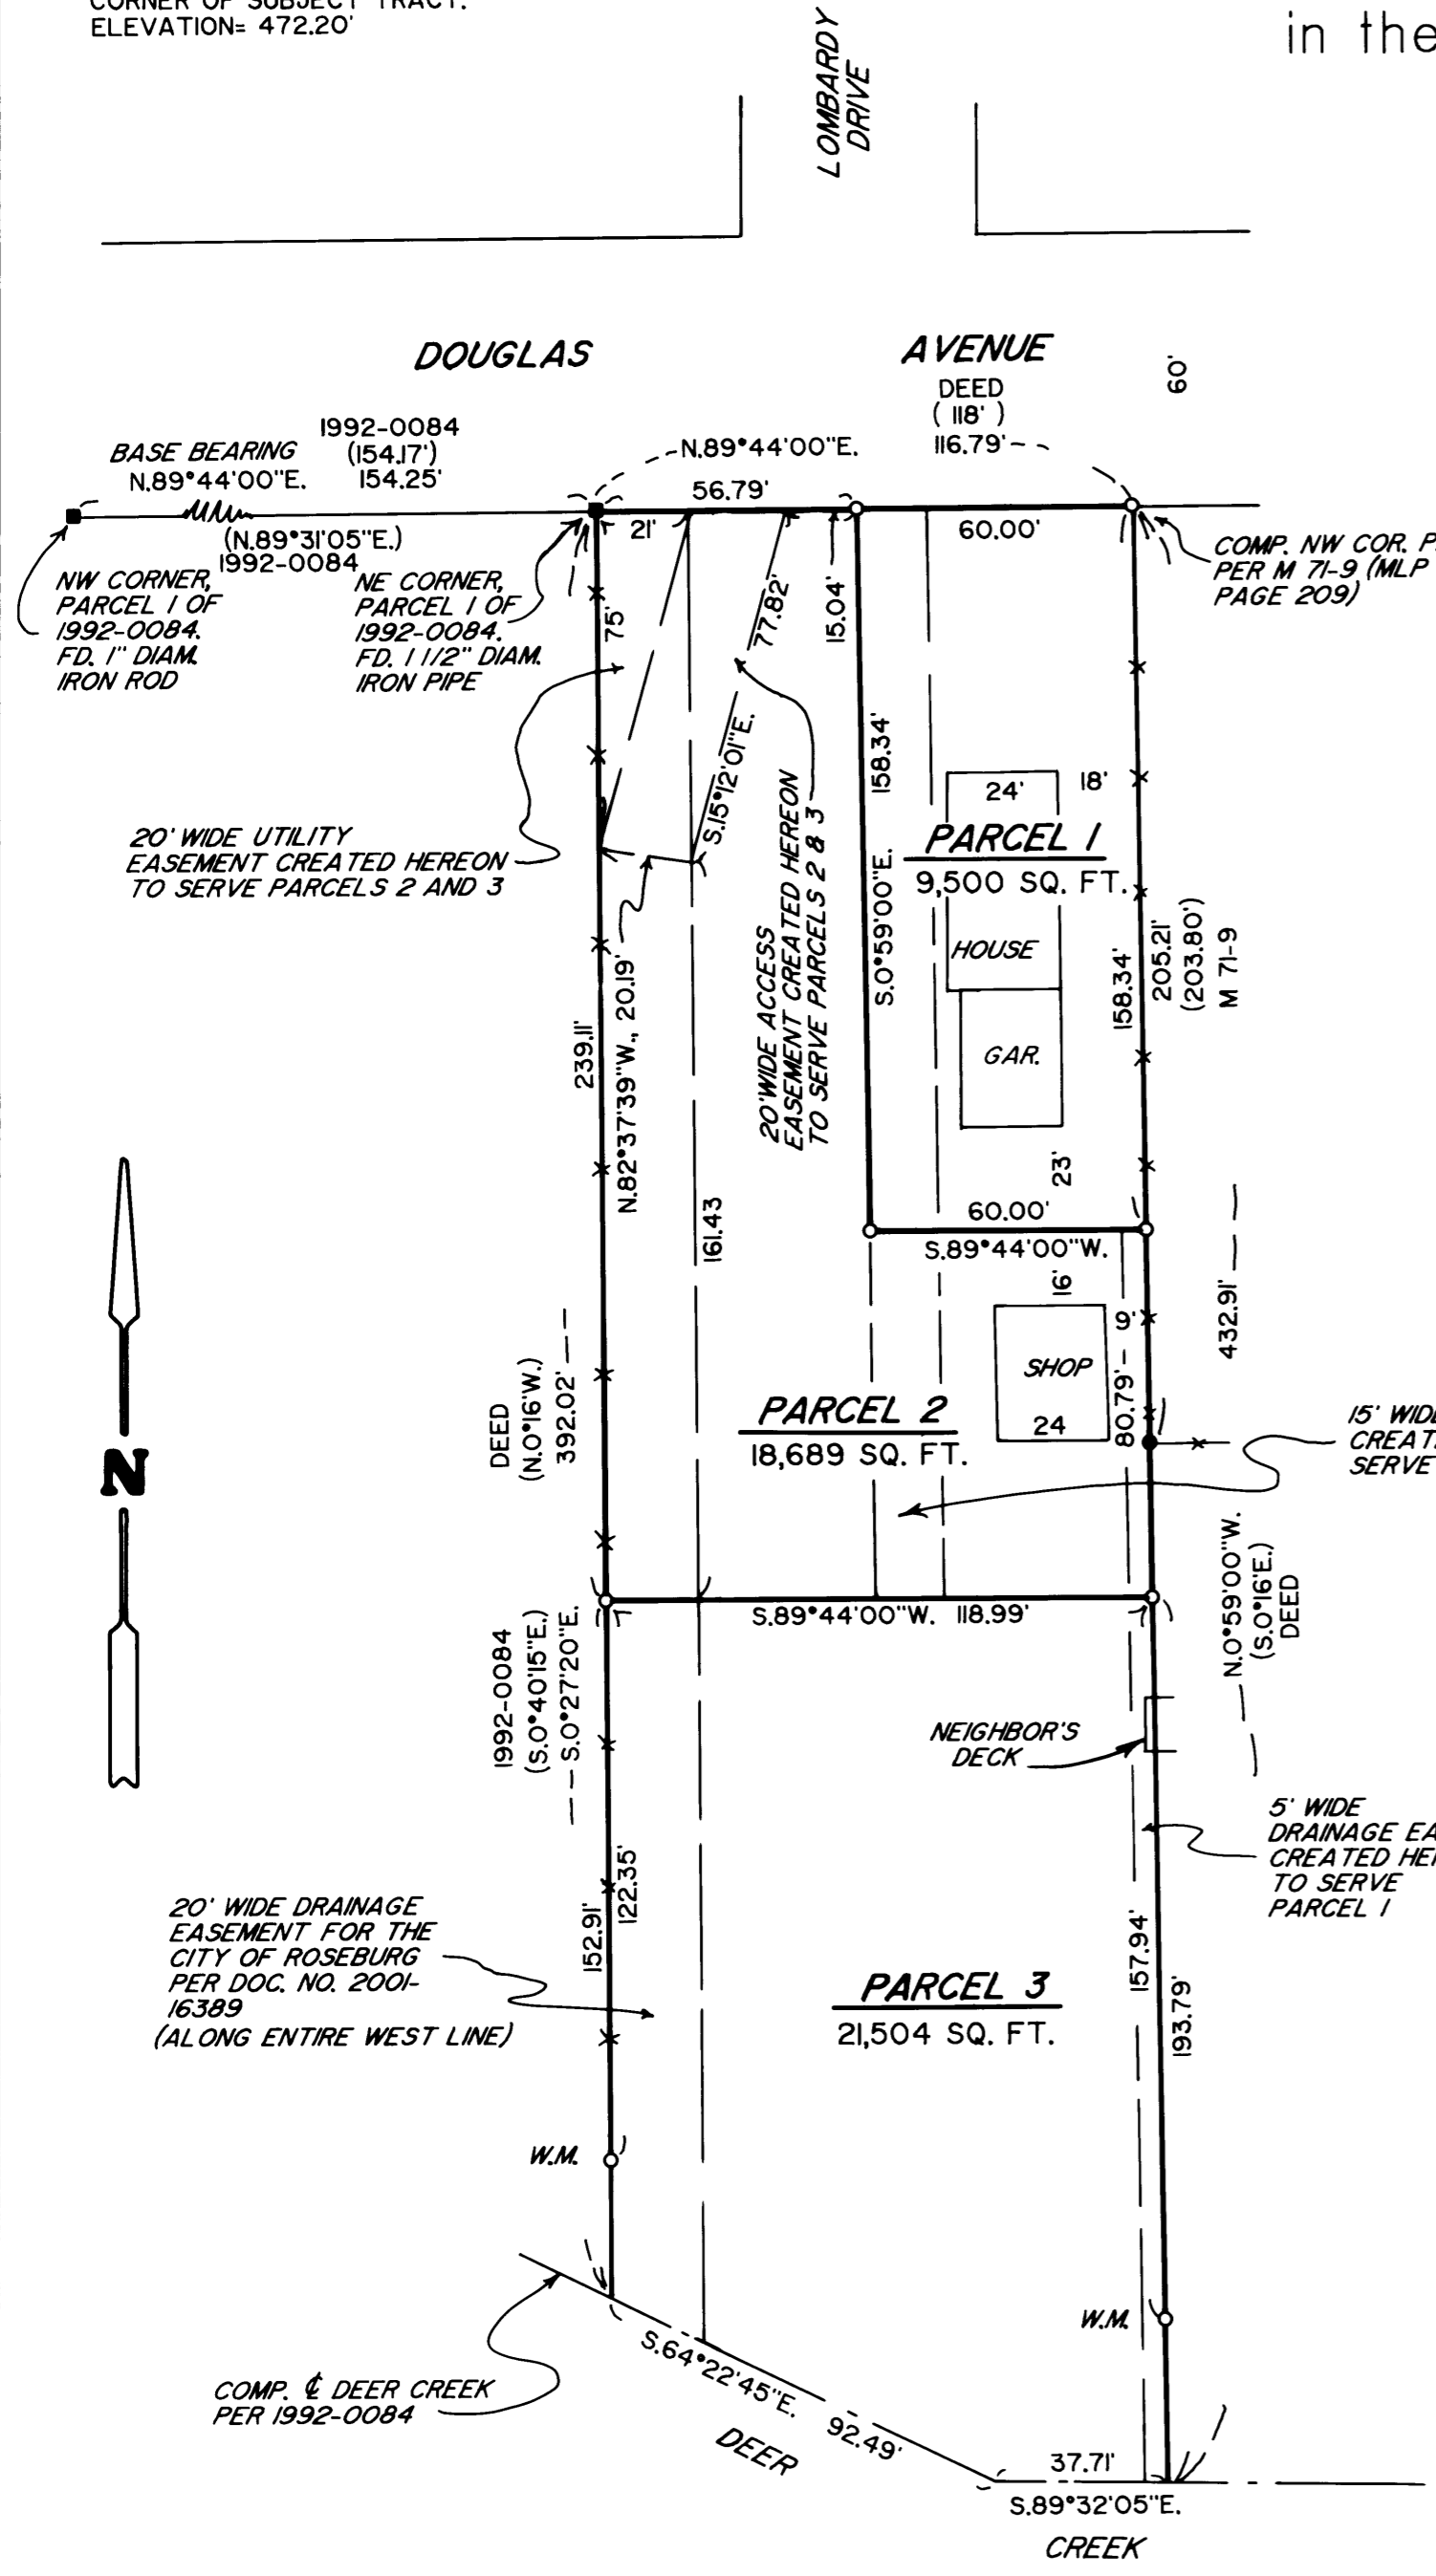 CORNER OF SUBJECT TRACT.
ELEVATION= 472.20'
in the
LOMBARDY
DRIVE
DOUGLAS
AVENUE
60'
DEED
( 118' )
116.79'
1992-0084
(154.17')
154.25'
BASE BEARING
N.89°44'00"E.
N.89°44'00"E.
56.79'
21'
60.00'
(N.89°31'05"E.)
1992-0084
NW CORNER,
PARCEL 1 OF
1992-0084.
FD. 1" DIAM.
IRON ROD
NE CORNER,
PARCEL 1 OF
1992-0084.
FD. 1 1/2" DIAM.
IRON PIPE
COMP. NW COR. P
PER M 71-9 (MLP
PAGE 209)
75'
77.82'
15.04'
S.15°12'01"E.
158.34'
S.0°59'00"E.
20' WIDE UTILITY
EASEMENT CREATED HEREON
TO SERVE PARCELS 2 AND 3
20' WIDE ACCESS
EASEMENT CREATED HEREON
TO SERVE PARCELS 2 & 3
24'
18'
PARCEL 1
9,500 SQ. FT.
HOUSE
GAR.
23'
158.34'
205.21'
(203.80')
M 71-9
239.11'
N.82°37'39"W., 20.19'
161.43
60.00'
S.89°44'00"W.
16'
9'
SHOP
24
80.79'
432.91'
N
DEED
(N.0°16'W.)
392.02'
PARCEL 2
18,689 SQ. FT.
15' WIDE
CREAT
SERVE
S.89°44'00"W. 118.99'
N.0°59'00"W.
(S.0°16'E.)
DEED
1992-0084
(S.0°40'15"E.)
S.0°27'20"E.
NEIGHBOR'S
DECK
5' WIDE
DRAINAGE EA
CREATED HE
TO SERVE
PARCEL 1
152.91'
122.35'
20' WIDE DRAINAGE
EASEMENT FOR THE
CITY OF ROSEBURG
PER DOC. NO. 2001-
16389
(ALONG ENTIRE WEST LINE)
PARCEL 3
21,504 SQ. FT.
157.94'
193.79'
W.M.
W.M.
COMP. ℄ DEER CREEK
PER 1992-0084
S.64°22'45"E. 92.49'
DEER
37.71'
S.89°32'05"E.
CREEK